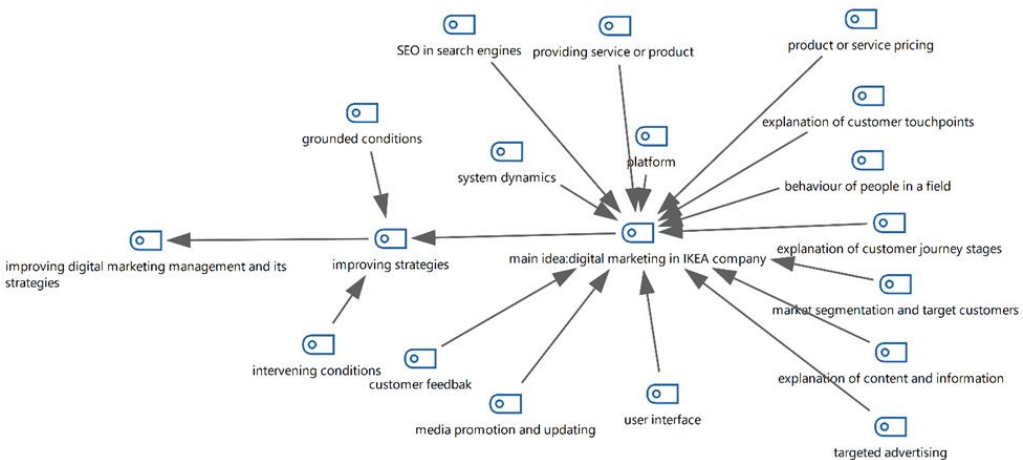 SEO in search engines
providing service or product
product or service pricing
grounded conditions
explanation of customer touchpoints
platform
system dynamics
behaviour of people in a field
explanation of customer journey stages
improving digital marketing management and its
strategies
improving strategies
main idea:digital marketing in IKEA company
market segmentation and target customers
intervening conditions
customer feedbak
explanation of content and information
media promotion and updating
user interface
targeted advertising